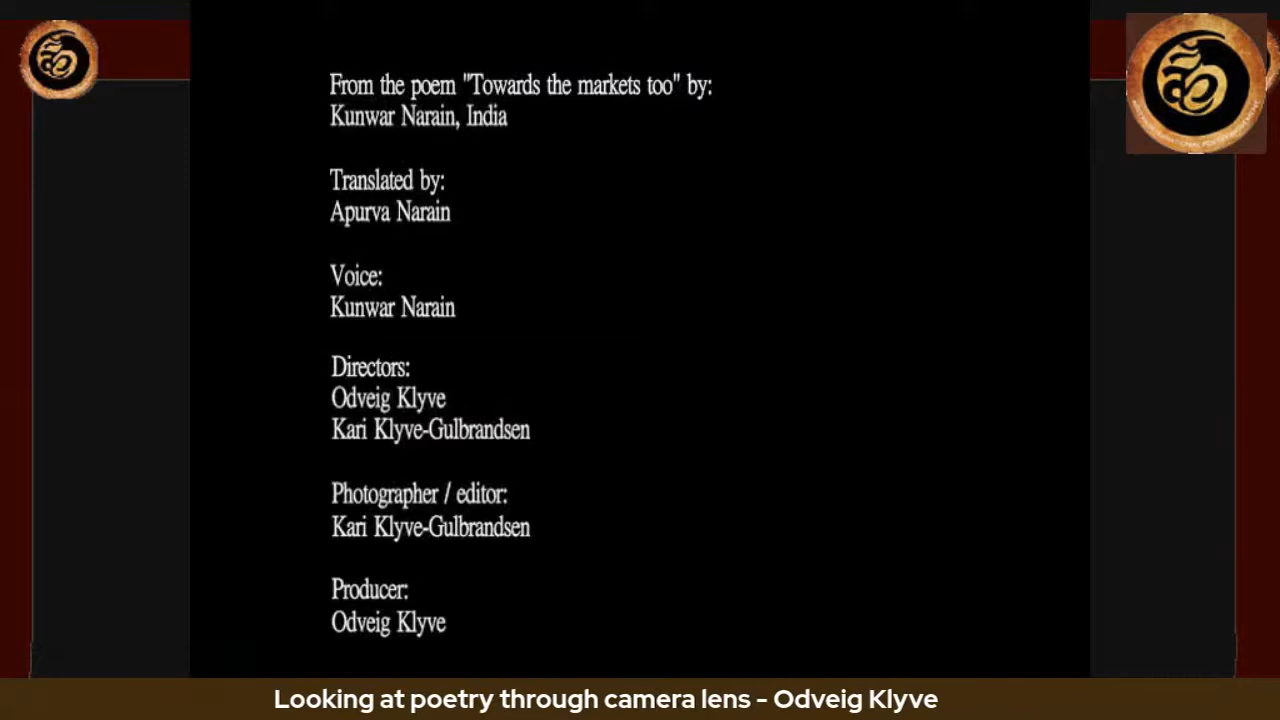 From the poem "Towards the markets too" by:
Kunwar Narain, India
Translated by:
Apurva Narain
Voice:
Kunwar Narain
Directors:
Odveig Klyve
Kari Klyve-Gulbrandsen
Photographer / editor:
Kari Klyve-Gulbrandsen
Producer:
Odveig Klyve
Looking at poetry through camera lens - Odveig Klyve